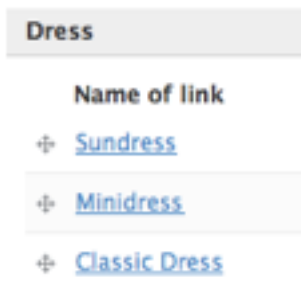 Dress
Name of link
Sundress
Minidress
Classic Dress